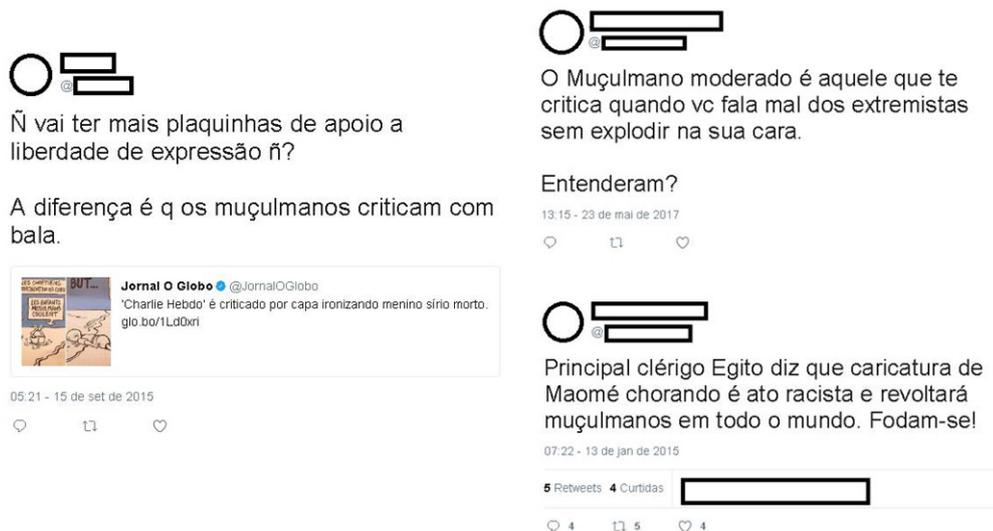 @
Ñ vai ter mais plaquinhas de apoio a
liberdade de expressão ñ?
A diferença é q os muçulmanos criticam com
bala.
BUT...
Jornal O Globo @JornalOGlobo
'Charlie Hebdo' é criticado por capa ironizando menino sírio morto.
glo.bo/1Ld0xri
05:21 - 15 de set de 2015
@
O Muçulmano moderado é aquele que te
critica quando vc fala mal dos extremistas
sem explodir na sua cara.
Entenderam?
13:15 - 23 de mai de 2017
@
Principal clérigo Egito diz que caricatura de
Maomé chorando é ato racista e revoltará
muçulmanos em todo o mundo. Fodam-se!
07:22 - 13 de jan de 2015
5 Retweets 4 Curtidas
4 5 4